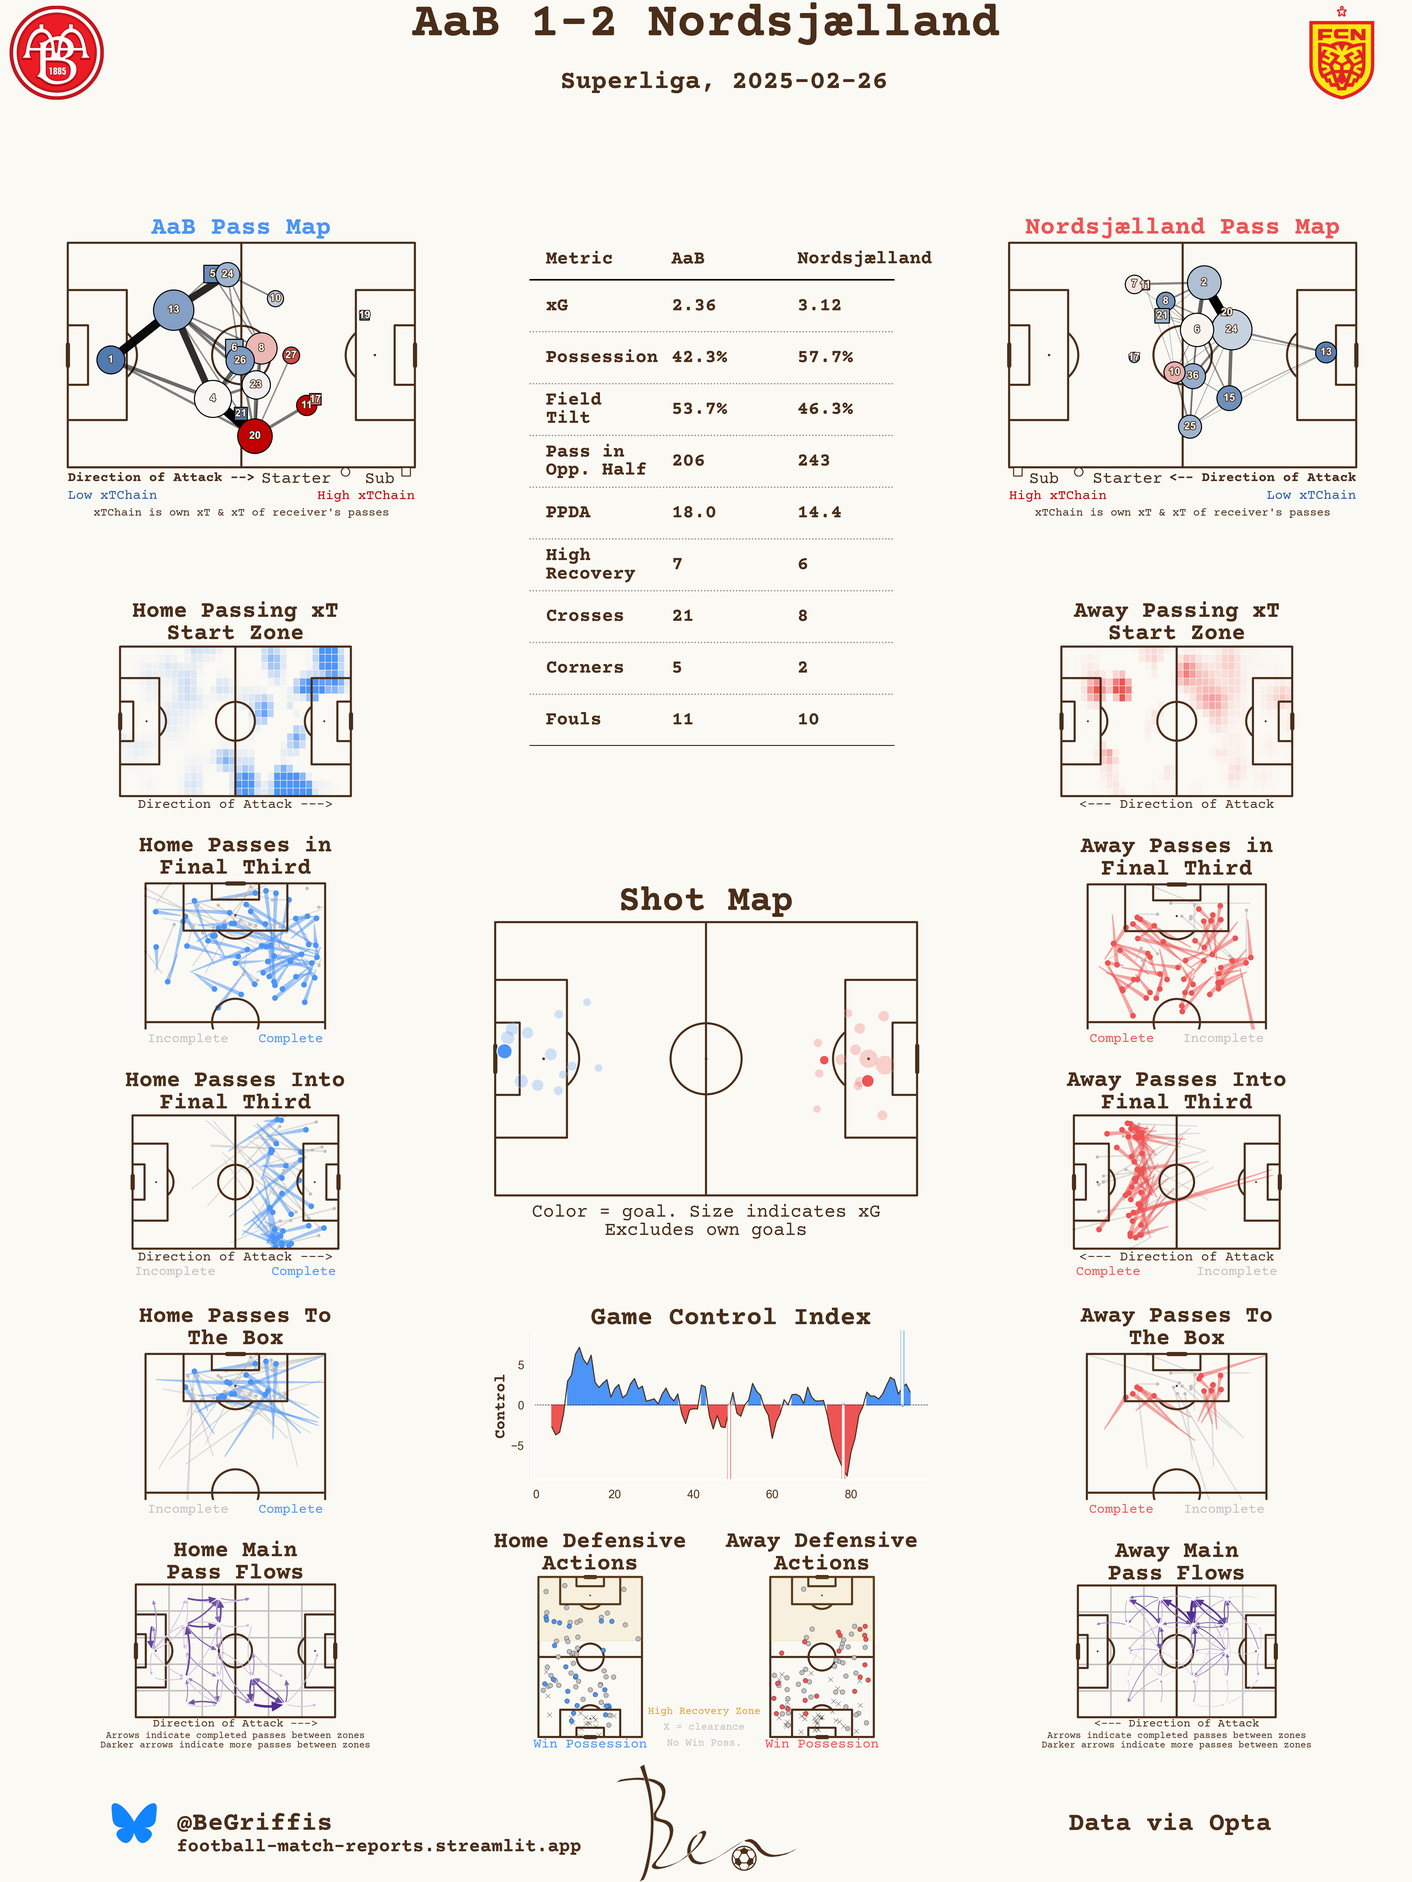 AaB 1-2 Nordsjælland
Superliga, 2025-02-26
1885
FCN
AaB Pass Map
5 24
10
13
19
6 8
26
27
1
23
4
11 17
21
20
Direction of Attack --> Starter Sub
Low xTChain High xTChain
xTChain is own xT & xT of receiver's passes
Metric AaB Nordsjælland
xG 2.36 3.12
Possession 42.3% 57.7%
Field
Tilt 53.7% 46.3%
Pass in
Opp. Half 206 243
PPDA 18.0 14.4
High
Recovery 7 6
Crosses 21 8
Corners 5 2
Fouls 11 10
Nordsjælland Pass Map
7 11
2
8
21
20
6
24
17
13
10
36
15
25
Sub Starter <-- Direction of Attack
High xTChain Low xTChain
xTChain is own xT & xT of receiver's passes
Home Passing xT
Start Zone
Direction of Attack --->
Away Passing xT
Start Zone
<--- Direction of Attack
Home Passes in
Final Third
Incomplete Complete
Away Passes in
Final Third
Complete Incomplete
Shot Map
Color = goal. Size indicates xG
Excludes own goals
Home Passes Into
Final Third
Direction of Attack --->
Incomplete Complete
Away Passes Into
Final Third
<--- Direction of Attack
Complete Incomplete
Home Passes To
The Box
Incomplete Complete
Game Control Index
Control
5
0
−5
0 20 40 60 80
Away Passes To
The Box
Complete Incomplete
Home Main
Pass Flows
Direction of Attack --->
Arrows indicate completed passes between zones
Darker arrows indicate more passes between zones
Home Defensive
Actions
Win Possession
High Recovery Zone
X = clearance
No Win Poss.
Away Defensive
Actions
Win Possession
Away Main
Pass Flows
<--- Direction of Attack
Arrows indicate completed passes between zones
Darker arrows indicate more passes between zones
@BeGriffis
football-match-reports.streamlit.app
Ben
Data via Opta